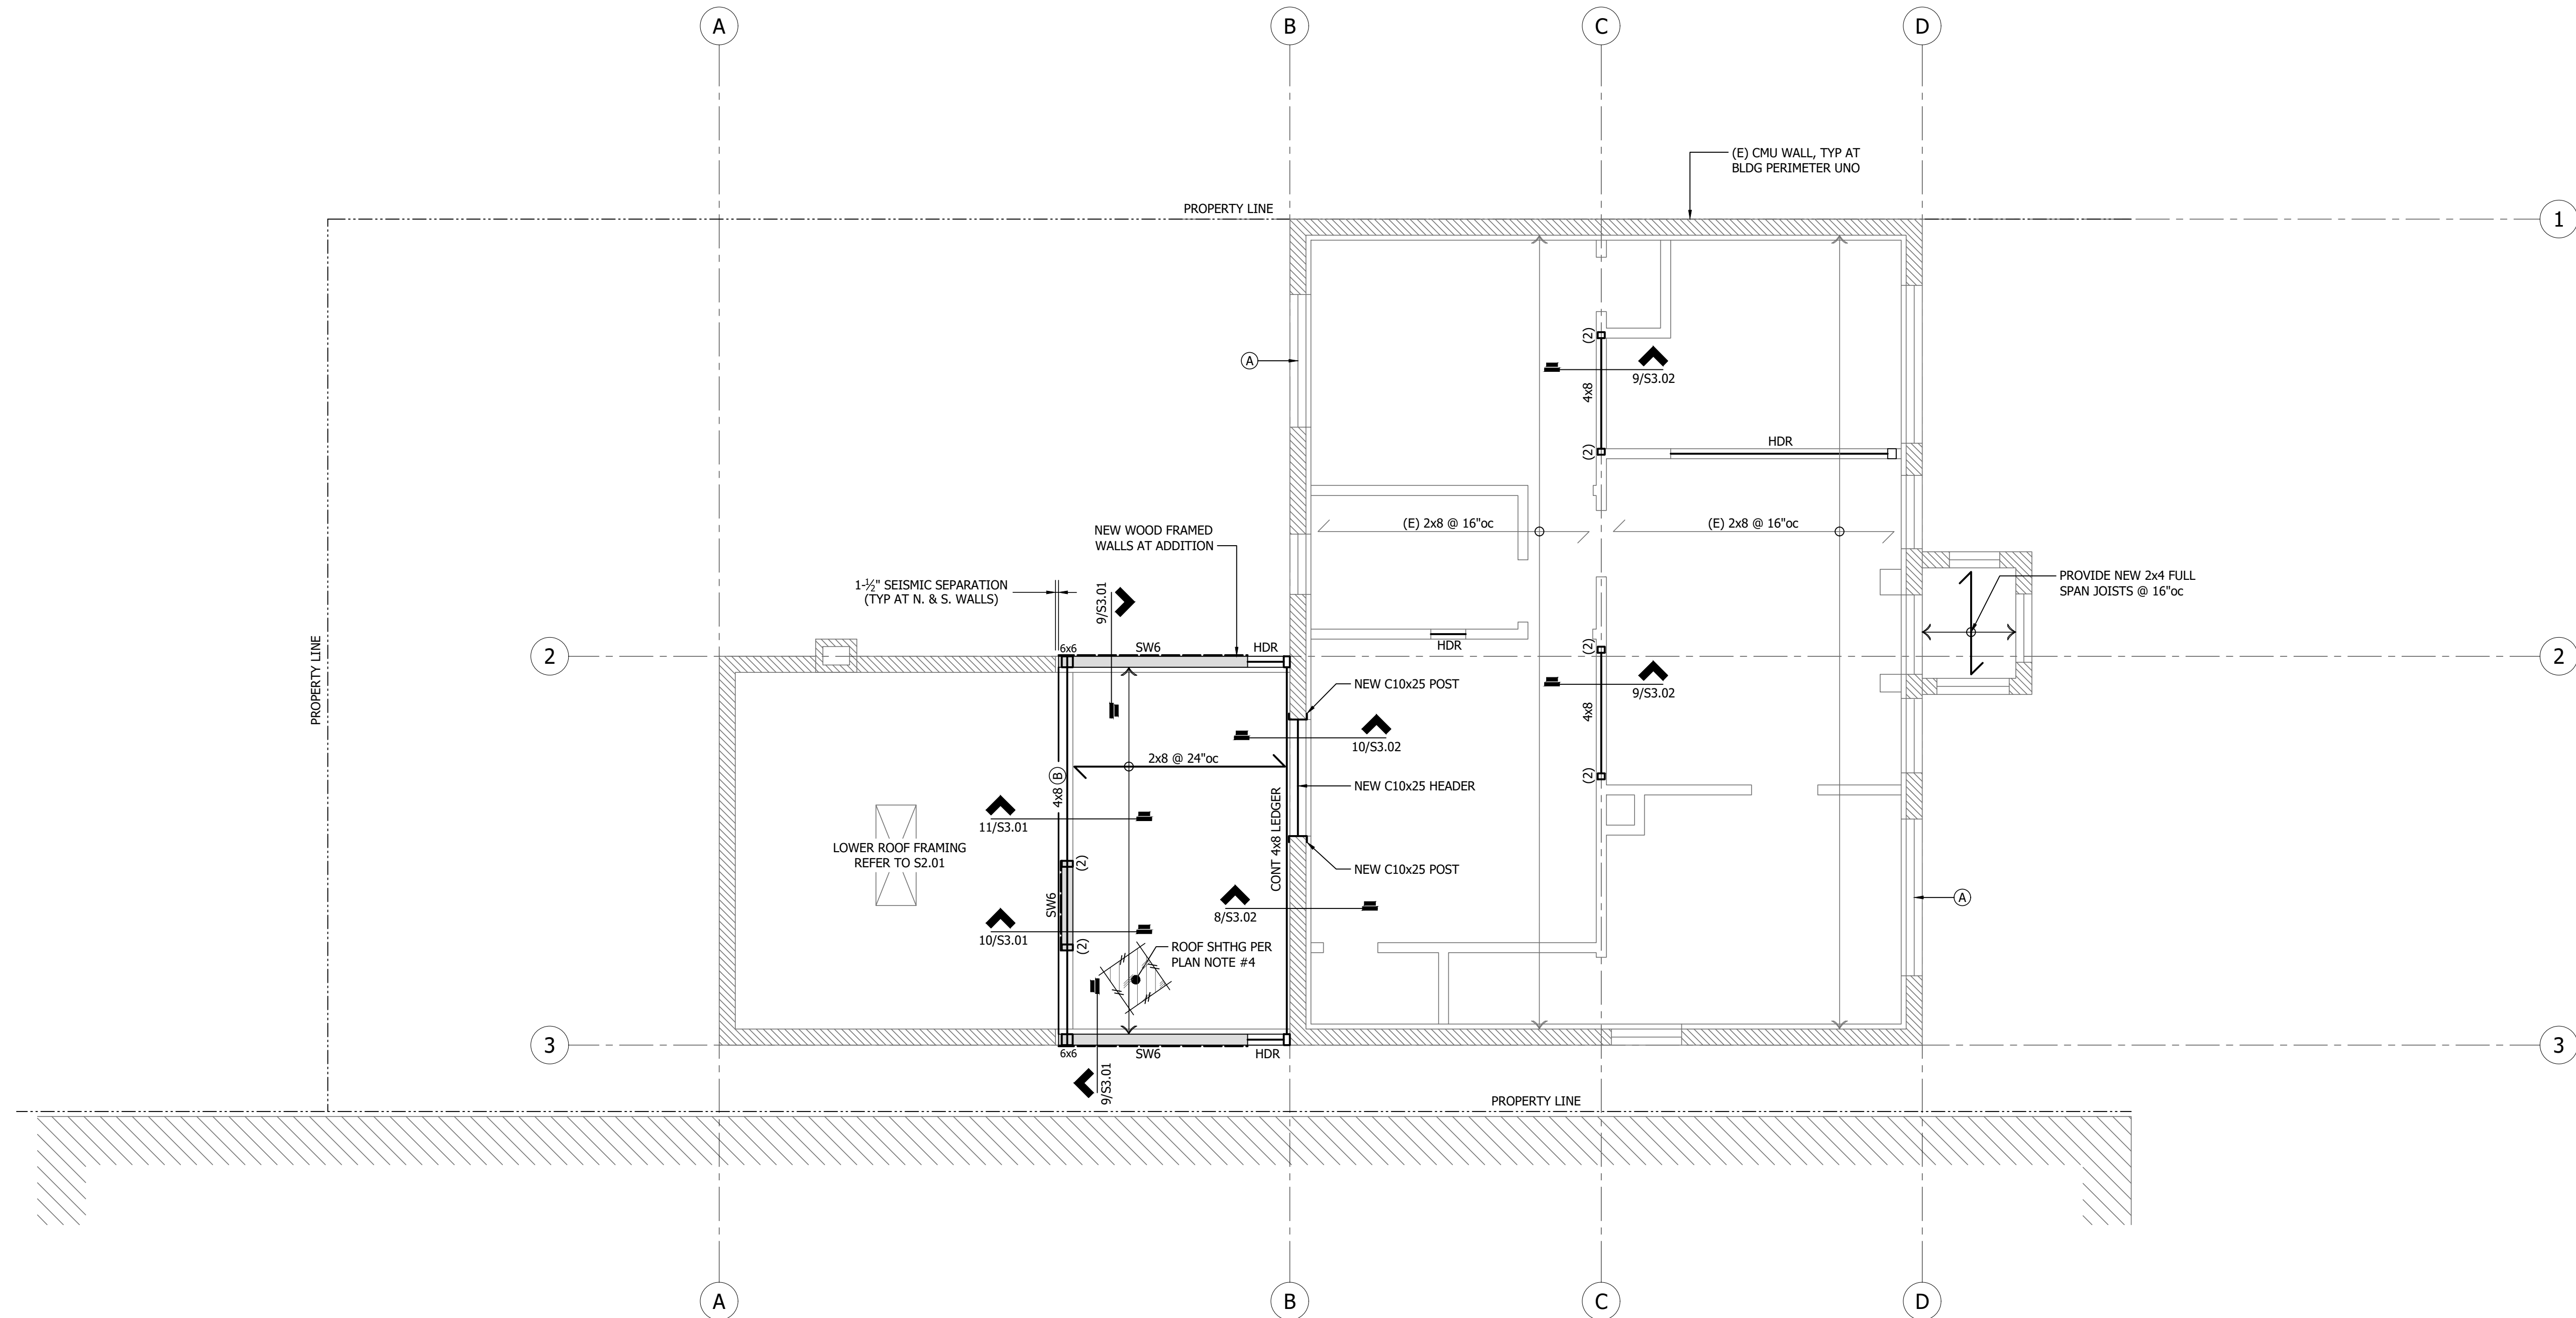 A
B
C
D
(E) CMU WALL, TYP AT
BLDG PERIMETER UNO
PROPERTY LINE
1
(2)
A
9/S3.02
4x8
HDR
(2)
(E) 2x8 @ 16"oc
(E) 2x8 @ 16"oc
NEW WOOD FRAMED
WALLS AT ADDITION
1-½" SEISMIC SEPARATION
(TYP AT N. & S. WALLS)
9/S3.01
PROVIDE NEW 2x4 FULL
SPAN JOISTS @ 16"oc
PROPERTY LINE
2
6x6
SW6
HDR
HDR
(2)
2
NEW C10x25 POST
9/S3.02
4x8
10/S3.02
2x8 @ 24"oc
4x8 B
(2)
NEW C10x25 HEADER
CONT 4x8 LEDGER
11/S3.01
LOWER ROOF FRAMING
REFER TO S2.01
(2)
NEW C10x25 POST
SW6
8/S3.02
A
10/S3.01
(2)
ROOF SHTHG PER
PLAN NOTE #4
3
6x6
SW6
HDR
3
9/S3.01
PROPERTY LINE
A
B
C
D